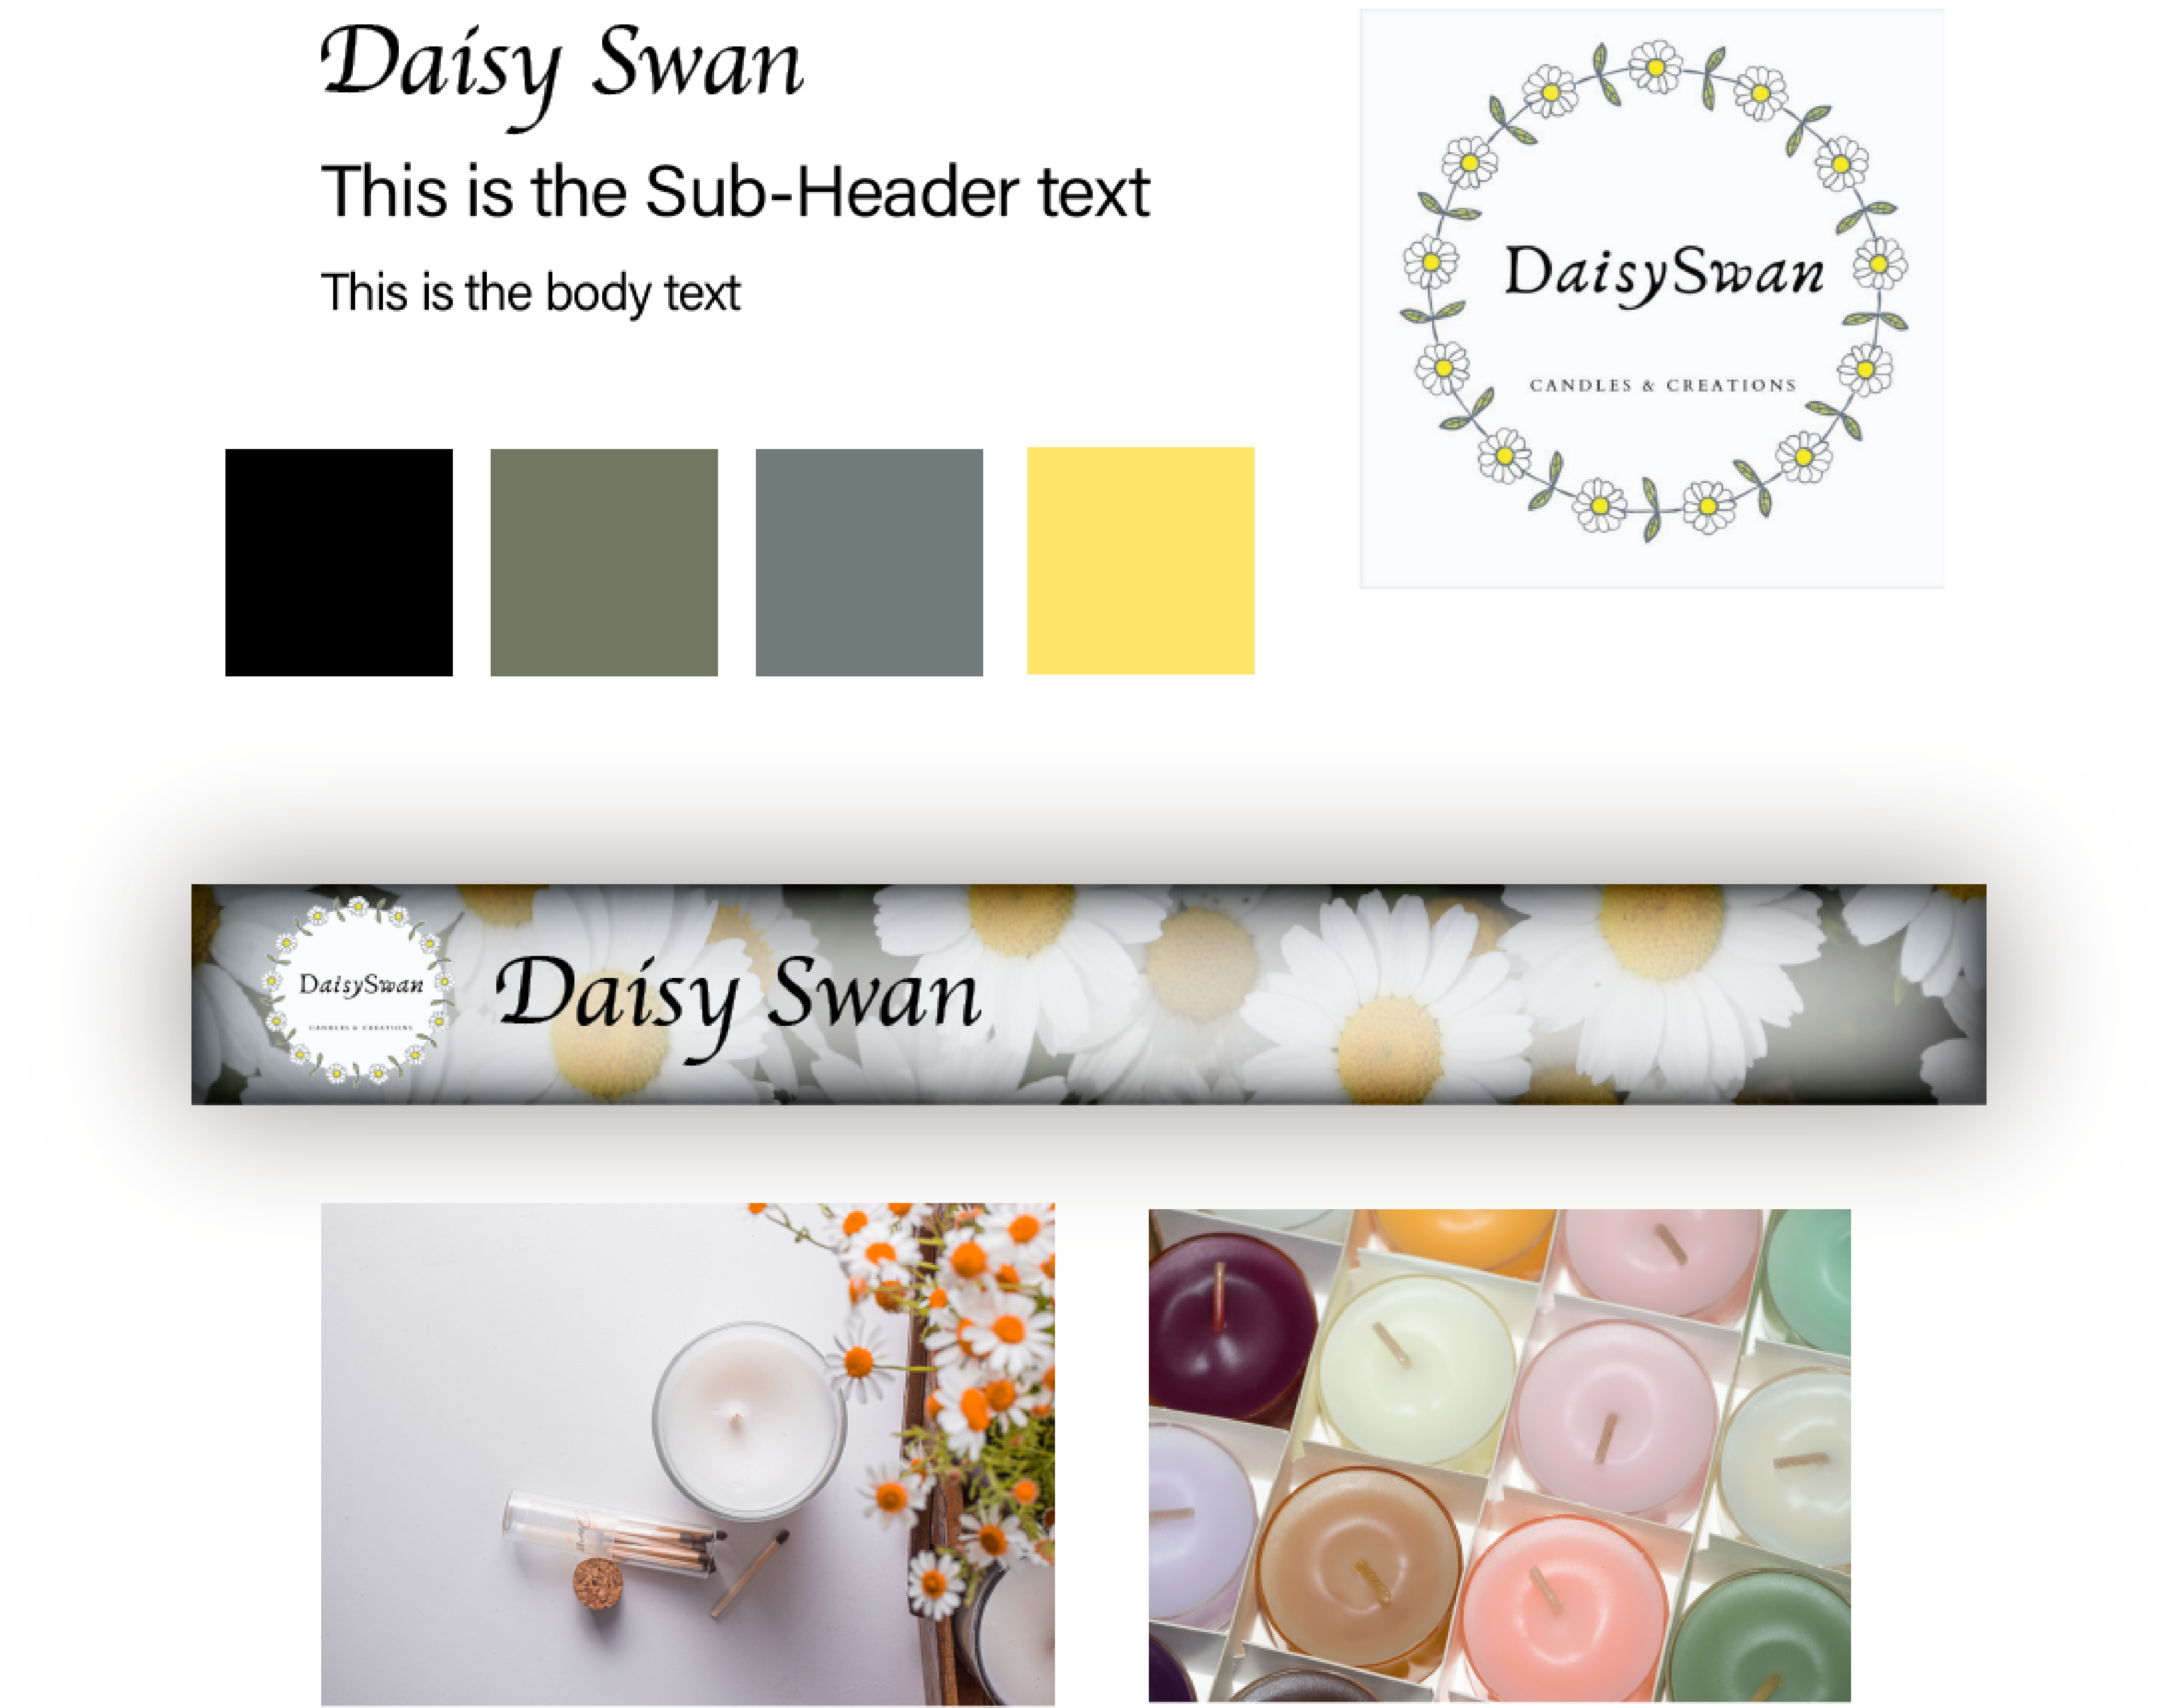 Daisy Swan
This is the Sub-Header text
This is the body text
DaisySwan
CANDLES & CREATIONS
DaisySwan
CANDLES & CREATIONS
Daisy Swan